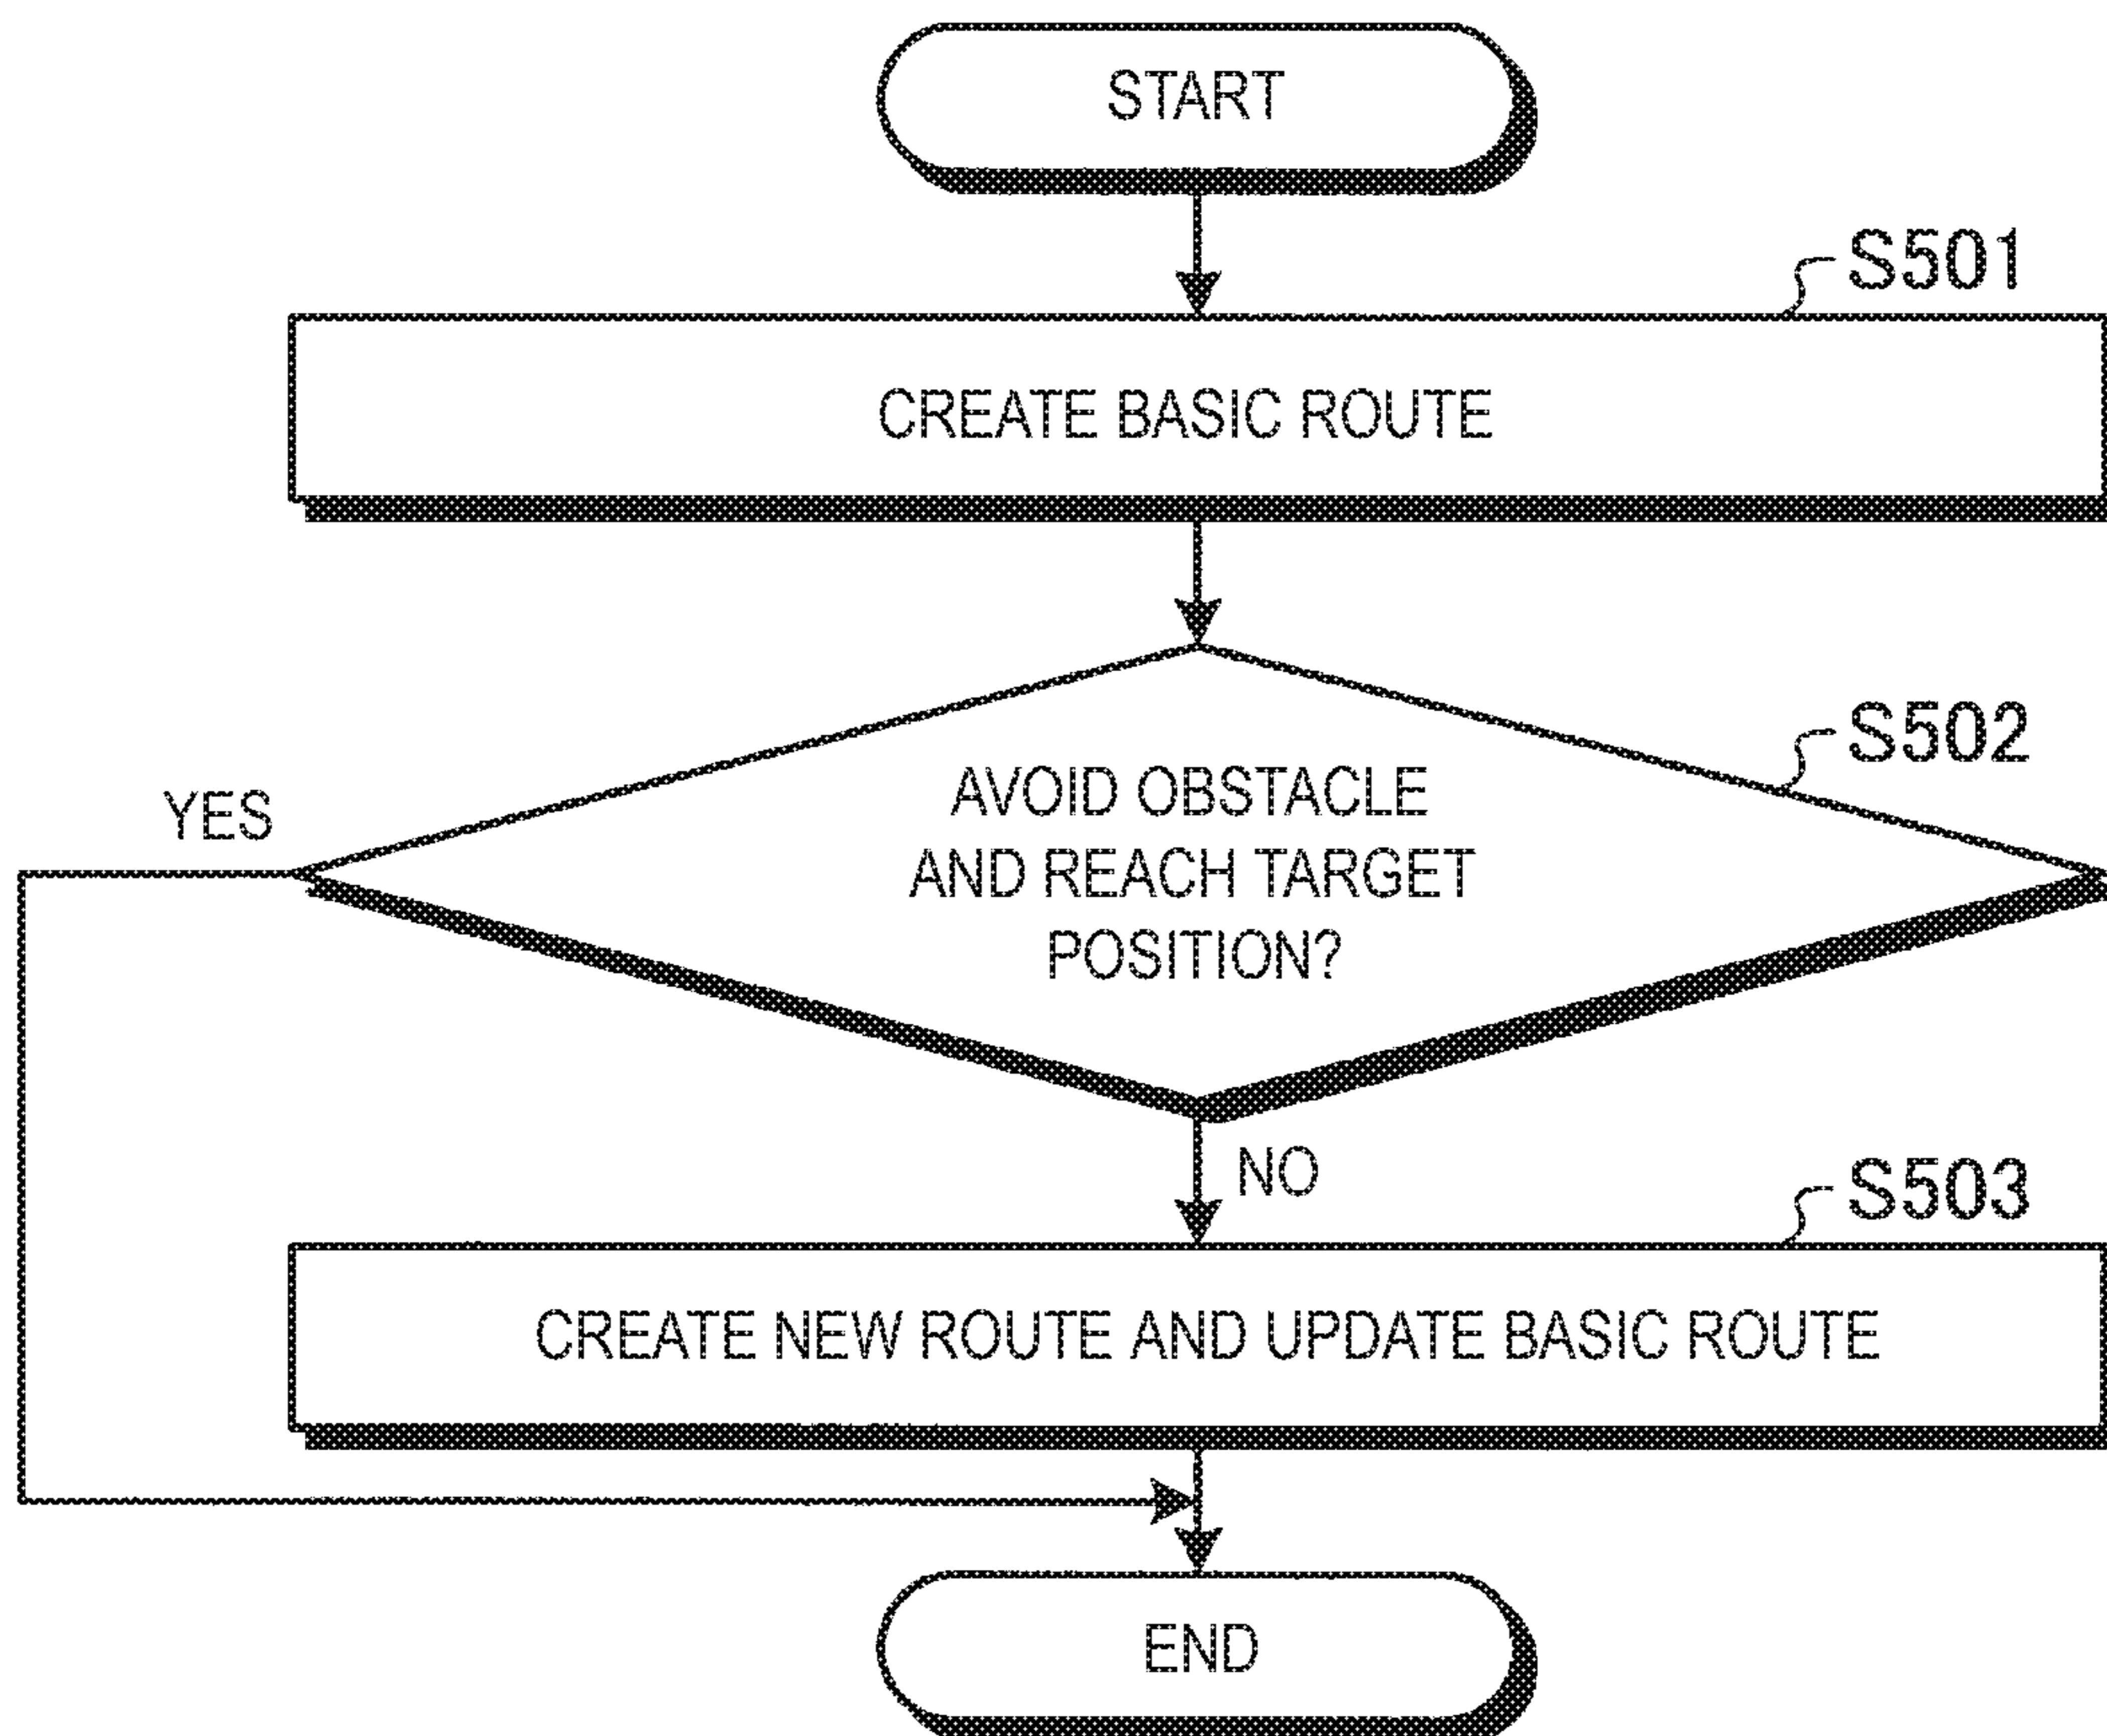 START
S501
CREATE BASIC ROUTE
S502
YES
AVOID OBSTACLE
AND REACH TARGET
POSITION?
NO
S503
CREATE NEW ROUTE AND UPDATE BASIC ROUTE
END